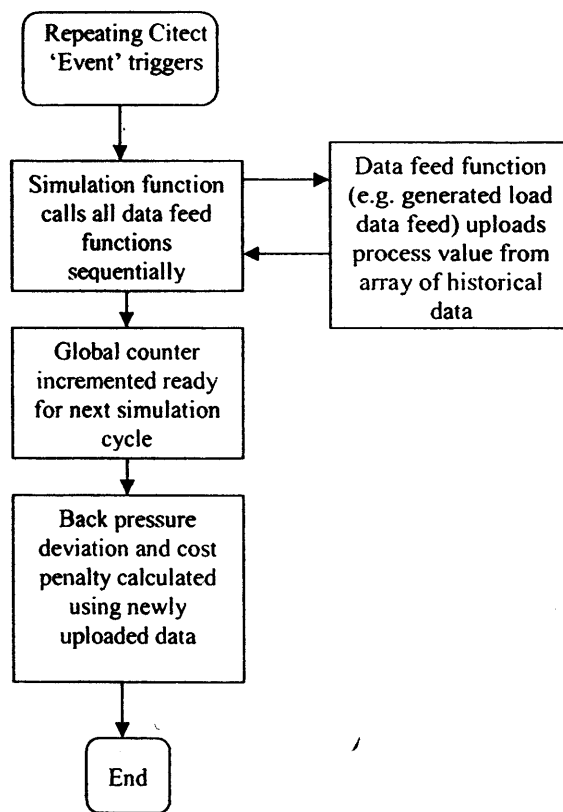 Repeating Citect
'Event' triggers
Simulation function
calls all data feed
functions
sequentially
Data feed function
(e.g. generated load
data feed) uploads
process value from
array of historical
data
Global counter
incremented ready
for next simulation
cycle
Back pressure
deviation and cost
penalty calculated
using newly
uploaded data
End